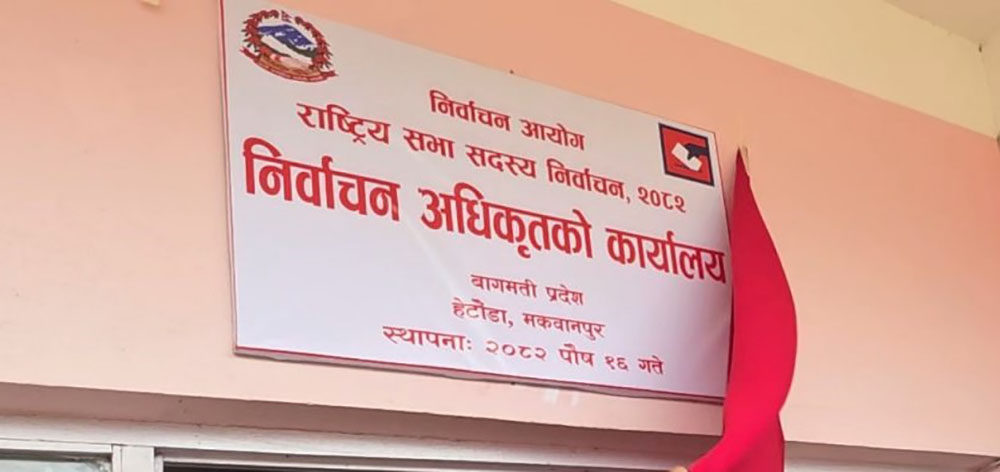 निर्वाचन आयोग
राष्ट्रिय सभा सदस्य निर्वाचन, २०८२
निर्वाचन अधिकृतको कार्यालय
बागमती प्रदेश
हेटौंडा, मकवानपुर
स्थापनाः २०८२ पौष १६ गते